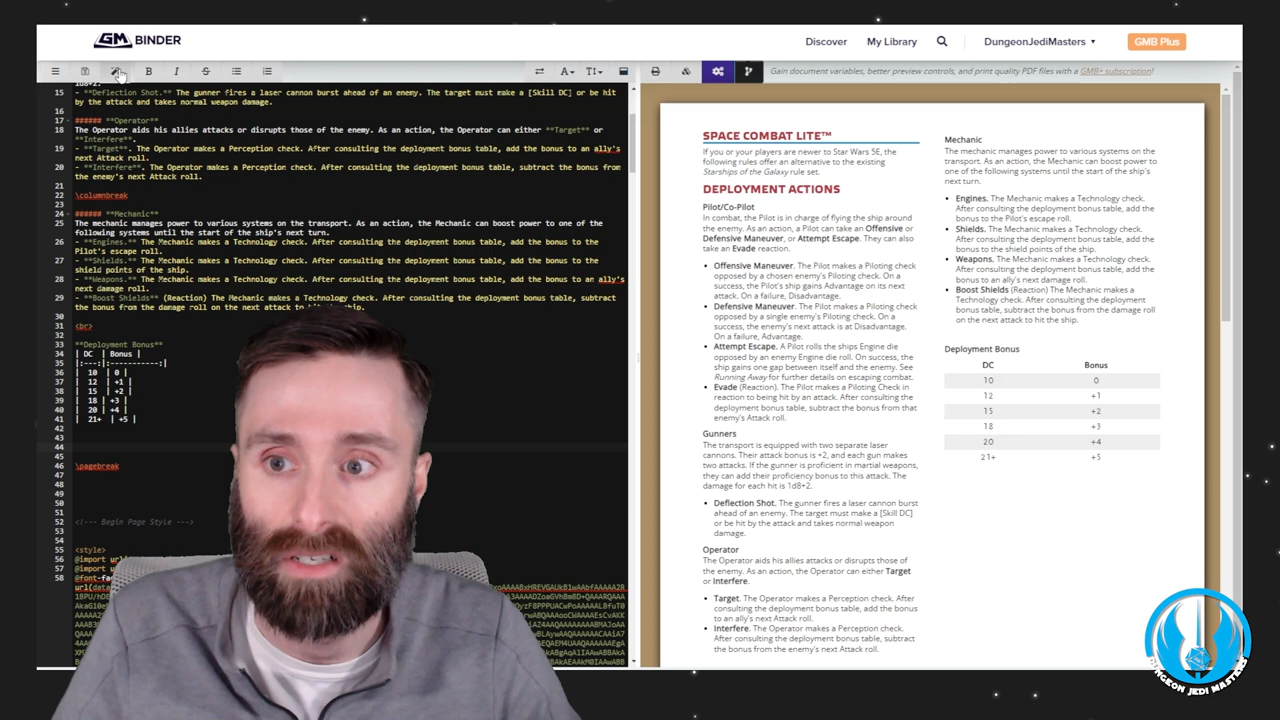 GM BINDER
Discover
My Library
DungeonJediMasters
GMB Plus
B I S
Gain document variables, better preview controls, and print quality PDF files with a GMB+ subscription!
15 - **Deflection Shot.** The gunner fires a laser cannon burst ahead of an enemy. The target must make a [Skill DC] or be hit
by the attack and takes normal weapon damage.
16
17 ###### **Operator**
18 The Operator aids his allies attacks or disrupts those of the enemy. As an action, the Operator can either **Target** or
**Interfere**.
19 - **Target**. The Operator makes a Perception check. After consulting the deployment bonus table, add the bonus to an ally's
next Attack roll.
20 - **Interfere**. The Operator makes a Perception check. After consulting the deployment bonus table, subtract the bonus from
the enemy's next Attack roll.
21
22 \columnbreak
23
24 ###### **Mechanic**
25 The mechanic manages power to various systems on the transport. As an action, the Mechanic can boost power to one of the
following systems until the start of the ship's next turn.
26 - **Engines.** The Mechanic makes a Technology check. After consulting the deployment bonus table, add the bonus to the
Pilot's escape roll.
27 - **Shields.** The Mechanic makes a Technology check. After consulting the deployment bonus table, add the bonus to the
shield points of the ship.
28 - **Weapons.** The Mechanic makes a Technology check. After consulting the deployment bonus table, add the bonus to an ally's
next damage roll.
29 - **Boost Shields** (Reaction) The Mechanic makes a Technology check. After consulting the deployment bonus table, subtract
the bonus from the damage roll on the next attack to hit the ship.
30
31 <br>
32
33 **Deployment Bonus**
34 | DC | Bonus |
35 |:---:|:-----------:|
36 | 10 | 0 |
37 | 12 | +1 |
38 | 15 | +2 |
39 | 18 | +3 |
40 | 20 | +4 |
41 | 21+ | +5 |
42
43
44
45
46 \pagebreak
47
48
49
50
51
52 <!--- Begin Page Style --->
53
54
55 <style>
56 @import
57 @import
58 @font-fac
SPACE COMBAT LITE™
If you or your players are newer to Star Wars 5E, the
following rules offer an alternative to the existing
Starships of the Galaxy rule set.
DEPLOYMENT ACTIONS
Pilot/Co-Pilot
In combat, the Pilot is in charge of flying the ship around
the enemy. As an action, a Pilot can take an Offensive or
Defensive Maneuver, or Attempt Escape. They can also
take an Evade reaction.
• Offensive Maneuver. The Pilot makes a Piloting check
opposed by a chosen enemy's Piloting check. On a
success, the Pilot's ship gains Advantage on its next
attack. On a failure, Disadvantage.
• Defensive Maneuver. The Pilot makes a Piloting check
opposed by a single enemy's Piloting check. On a
success, the enemy's next attack is at Disadvantage.
On a failure, Advantage.
• Attempt Escape. A Pilot rolls the ships Engine die
opposed by an enemy Engine die roll. On success, the
ship gains one gap between itself and the enemy. See
Running Away for further details on escaping combat.
• Evade (Reaction). The Pilot makes a Piloting Check in
reaction to being hit by an attack. After consulting the
deployment bonus table, subtract the bonus from that
enemy's Attack roll.
Gunners
The transport is equipped with two separate laser
cannons. Their attack bonus is +2, and each gun makes
two attacks. If the gunner is proficient in martial weapons,
they can add their proficiency bonus to this attack. The
damage for each hit is 1d8+2.
• Deflection Shot. The gunner fires a laser cannon burst
ahead of an enemy. The target must make a [Skill DC]
or be hit by the attack and takes normal weapon
damage.
Operator
The Operator aids his allies attacks or disrupts those of
the enemy. As an action, the Operator can either Target
or Interfere.
• Target. The Operator makes a Perception check. After
consulting the deployment bonus table, add the bonus
to an ally's next Attack roll.
• Interfere. The Operator makes a Perception check.
After consulting the deployment bonus table, subtract
the bonus from the enemy's next Attack roll.
Mechanic
The mechanic manages power to various systems on the
transport. As an action, the Mechanic can boost power to
one of the following systems until the start of the ship's
next turn.
• Engines. The Mechanic makes a Technology check.
After consulting the deployment bonus table, add the
bonus to the Pilot's escape roll.
• Shields. The Mechanic makes a Technology check.
After consulting the deployment bonus table, add the
bonus to the shield points of the ship.
• Weapons. The Mechanic makes a Technology check.
After consulting the deployment bonus table, add the
bonus to an ally's next damage roll.
• Boost Shields (Reaction) The Mechanic makes a
Technology check. After consulting the deployment
bonus table, subtract the bonus from the damage roll
on the next attack to hit the ship.
Deployment Bonus
DC Bonus
10 0
12 +1
15 +2
18 +3
20 +4
21+ +5
DUNGEON JEDI MASTERS